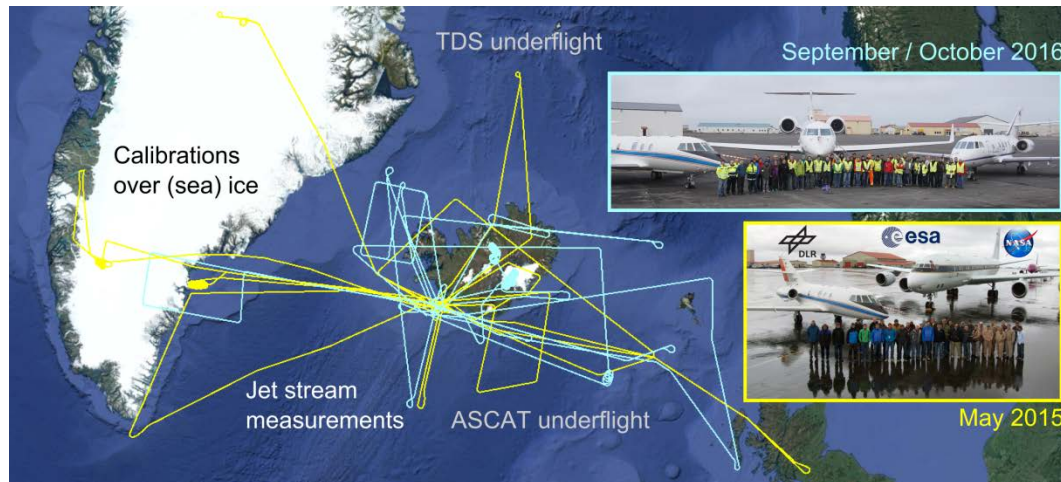 TDS underflight
September / October 2016
Calibrations
over (sea) ice
DLR
esa
NASA
Jet stream
measurements
ASCAT underflight
May 2015